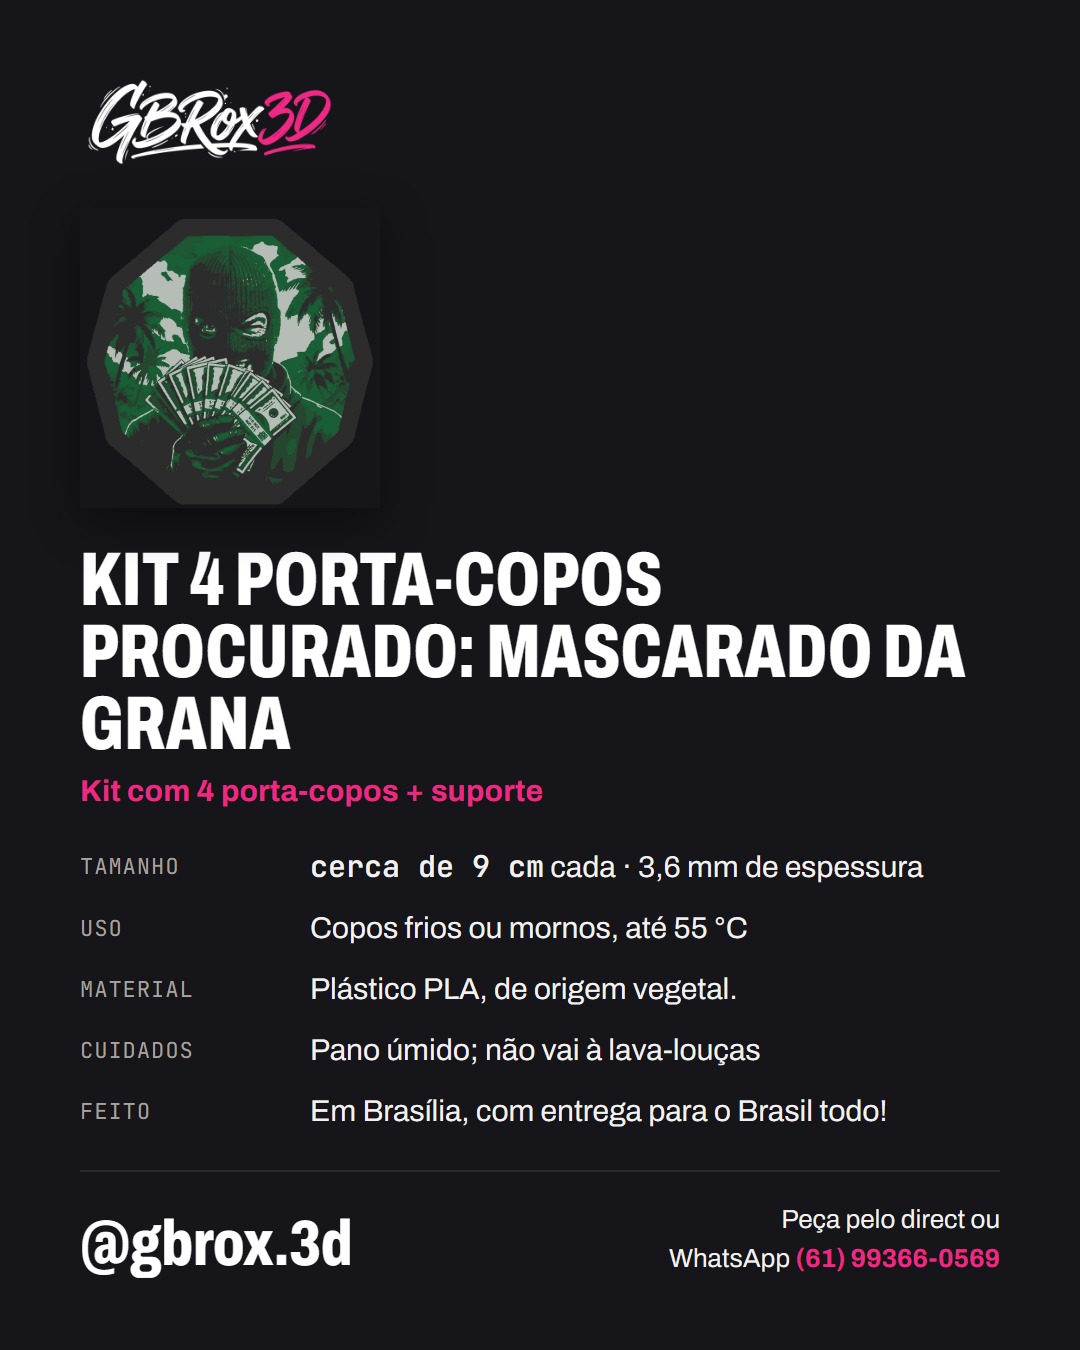 GBRox3D
KIT 4 PORTA-COPOS
PROCURADO: MASCARADO DA
GRANA
Kit com 4 porta-copos + suporte
TAMANHO cerca de 9 cm cada · 3,6 mm de espessura
USO Copos frios ou mornos, até 55 °C
MATERIAL Plástico PLA, de origem vegetal.
CUIDADOS Pano úmido; não vai à lava-louças
FEITO Em Brasília, com entrega para o Brasil todo!
@gbrox.3d
Peça pelo direct ou
WhatsApp (61) 99366-0569